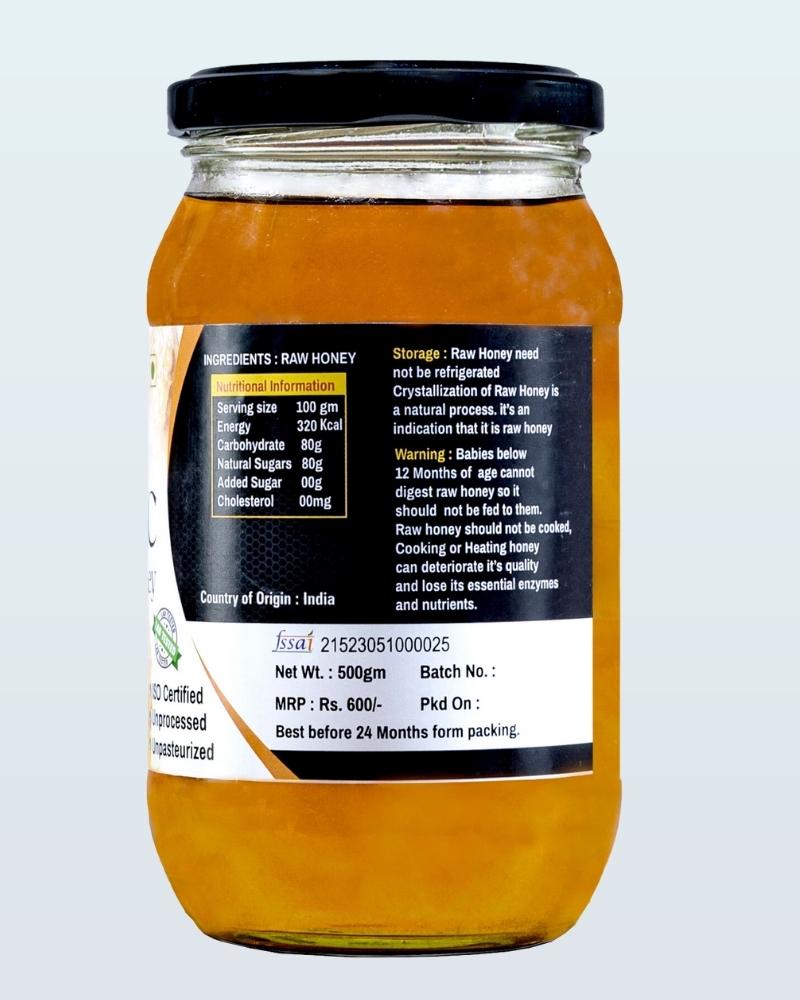 INGREDIENTS : RAW HONEY
Nutritional Information
Serving size 100 gm
Energy 320 Kcal
Carbohydrate 80g
Natural Sugars 80g
Added Sugar 00g
Cholesterol 00mg
Country of Origin : India
Storage : Raw Honey need
not be refrigerated
Crystallization of Raw Honey is
a natural process. it's an
indication that it is raw honey
Warning : Babies below
12 Months of age cannot
digest raw honey so it
should not be fed to them.
Raw honey should not be cooked,
Cooking or Heating honey
can deteriorate it's quality
and lose its essential enzymes
and nutrients.
fssai 21523051000025
Net Wt. : 500gm Batch No. :
MRP : Rs. 600/- Pkd On :
Best before 24 Months form packing.
ISO Certified
Unprocessed
Unpasteurized